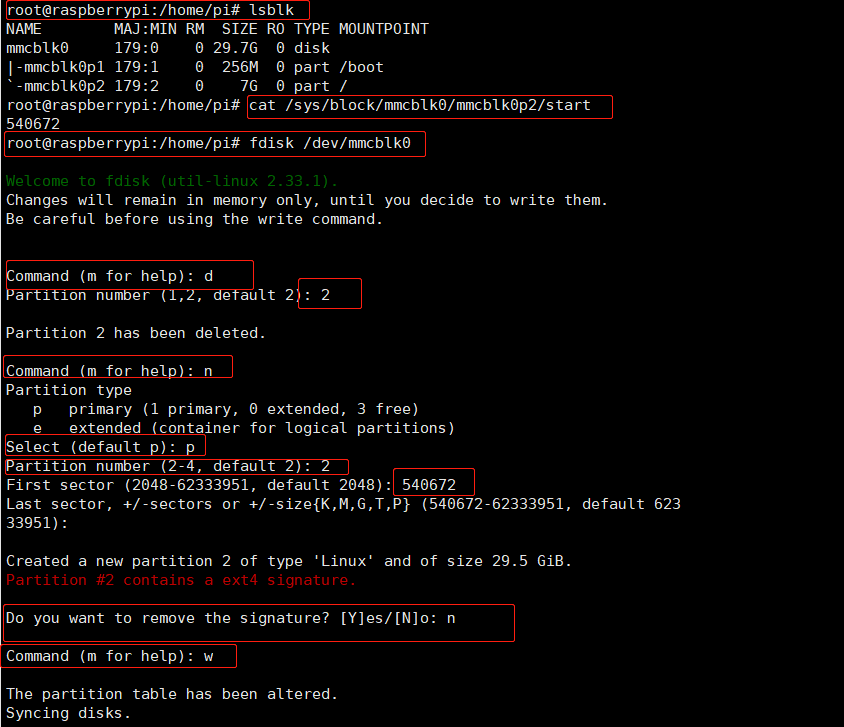 root@raspberrypi:/home/pi# lsblk
NAME        MAJ:MIN RM  SIZE RO TYPE MOUNTPOINT
mmcblk0     179:0    0 29.7G  0 disk
|-mmcblk0p1 179:1    0  256M  0 part /boot
`-mmcblk0p2 179:2    0    7G  0 part /
root@raspberrypi:/home/pi# cat /sys/block/mmcblk0/mmcblk0p2/start
540672
root@raspberrypi:/home/pi# fdisk /dev/mmcblk0
Welcome to fdisk (util-linux 2.33.1).
Changes will remain in memory only, until you decide to write them.
Be careful before using the write command.
Command (m for help): d
Partition number (1,2, default 2): 2
Partition 2 has been deleted.
Command (m for help): n
Partition type
   p   primary (1 primary, 0 extended, 3 free)
   e   extended (container for logical partitions)
Select (default p): p
Partition number (2-4, default 2): 2
First sector (2048-62333951, default 2048): 540672
Last sector, +/-sectors or +/-size{K,M,G,T,P} (540672-62333951, default 623
33951):
Created a new partition 2 of type 'Linux' and of size 29.5 GiB.
Partition #2 contains a ext4 signature.
Do you want to remove the signature? [Y]es/[N]o: n
Command (m for help): w
The partition table has been altered.
Syncing disks.